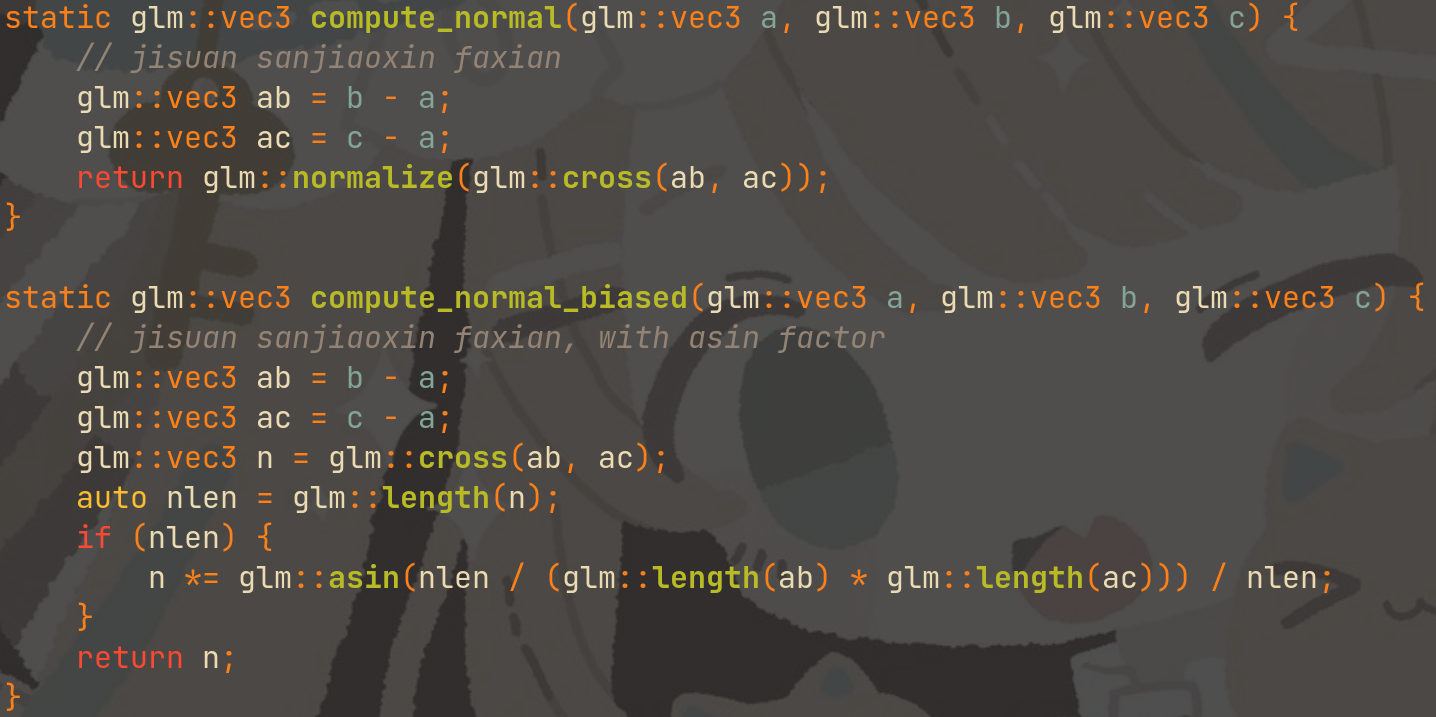 static glm::vec3 compute_normal(glm::vec3 a, glm::vec3 b, glm::vec3 c) {
    // jisuan sanjiaoxin faxian
    glm::vec3 ab = b - a;
    glm::vec3 ac = c - a;
    return glm::normalize(glm::cross(ab, ac));
}

static glm::vec3 compute_normal_biased(glm::vec3 a, glm::vec3 b, glm::vec3 c) {
    // jisuan sanjiaoxin faxian, with asin factor
    glm::vec3 ab = b - a;
    glm::vec3 ac = c - a;
    glm::vec3 n = glm::cross(ab, ac);
    auto nlen = glm::length(n);
    if (nlen) {
        n *= glm::asin(nlen / (glm::length(ab) * glm::length(ac))) / nlen;
    }
    return n;
}